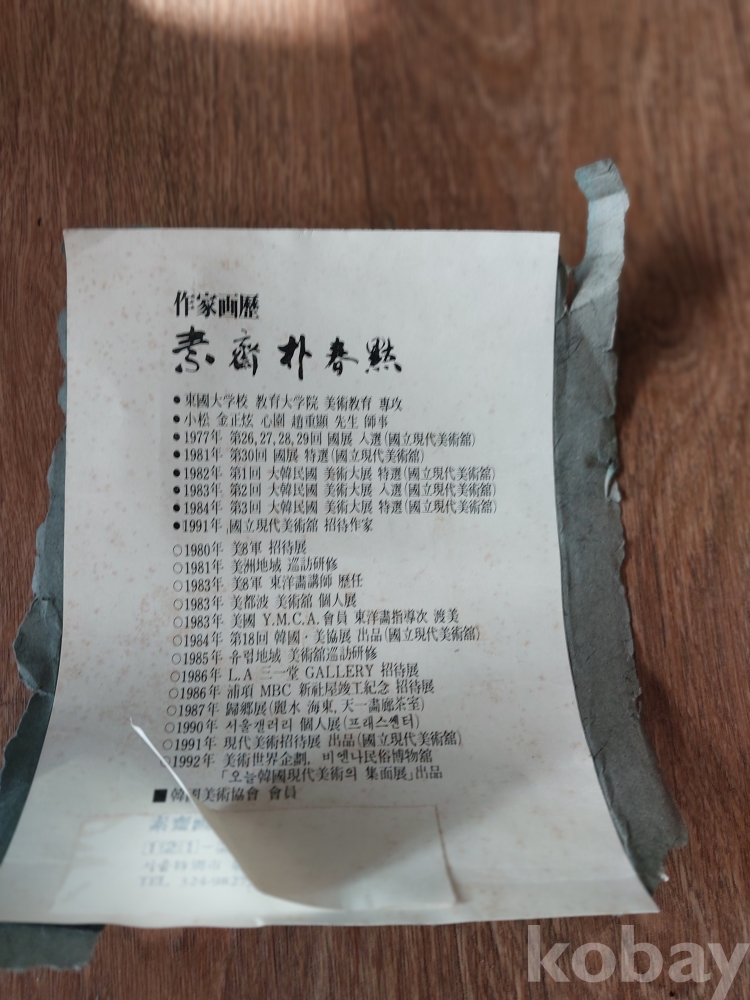 作家画歷
素齋 朴春點
● 東國大学校 敎育大学院 美術敎育 專攻
● 小松 金正炫 心園 趙重顯 先生 師事
● 1977年 第26,27,28,29回 國展 入選(國立現代美術館)
● 1981年 第30回 國展 特選(國立現代美術館)
● 1982年 第1回 大韓民國 美術大展 特選(國立現代美術館)
● 1983年 第2回 大韓民國 美術大展 入選(國立現代美術館)
● 1984年 第3回 大韓民國 美術大展 特選(國立現代美術館)
● 1991年 國立現代美術館 招待作家
○ 1980年 美8軍 招待展
○ 1981年 美洲地域 巡訪研修
○ 1983年 美8軍 東洋畵講師 歷任
○ 1983年 美都波 美術館 個人展
○ 1983年 美國 Y.M.C.A.會員 東洋畵指導次 渡美
○ 1984年 第18回 韓國·美協展 出品(國立現代美術館)
○ 1985年 유럽地域 美術館巡訪研修
○ 1986年 L.A 三一堂 GALLERY 招待展
○ 1986年 浦項 MBC 新社屋竣工紀念 招待展
○ 1987年 歸鄕展(麗水 海東, 天一畵廊茶室)
○ 1990年 서울갤러리 個人展(프래스쎈터)
○ 1991年 現代美術招待展 出品(國立現代美術館)
○ 1992年 美術世界企劃, 비엔나民俗博物館
「오늘韓國現代美術의 集面展」出品
■ 韓國美術協會 會員
素齋
TEL.
kobay